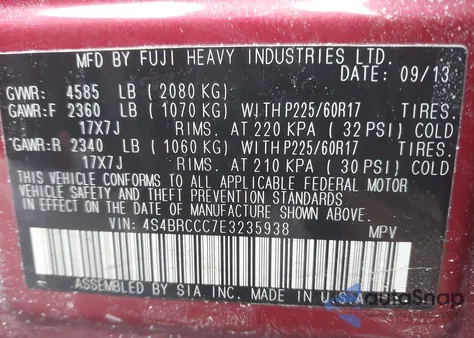 MFD BY FUJI HEAVY INDUSTRIES LTD.
DATE: 09/13
GVWR: 4585 LB (2080 KG)
GAWR:F 2360 LB (1070 KG) WITH P225/60R17 TIRES.
17X7J RIMS. AT 220 KPA (32 PSI) COLD
GAWR:R 2340 LB (1060 KG) WITH P225/60R17 TIRES.
17X7J RIMS. AT 210 KPA (30 PSI) COLD
THIS VEHICLE CONFORMS TO ALL APPLICABLE FEDERAL MOTOR
VEHICLE SAFETY AND THEFT PREVENTION STANDARDS
IN EFFECT ON THE DATE OF MANUFACTURE SHOWN ABOVE.
VIN: 4S4BRCCC7E3235938 MPV
ASSEMBLED BY SIA, INC. MADE IN U.S.A.
autoSnap